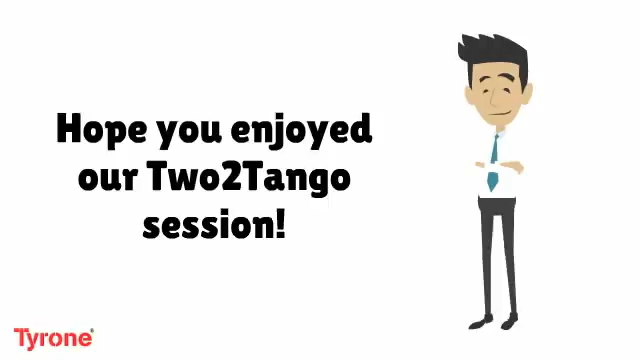 Hope you enjoyed
our Two2Tango
session!
Tyrone